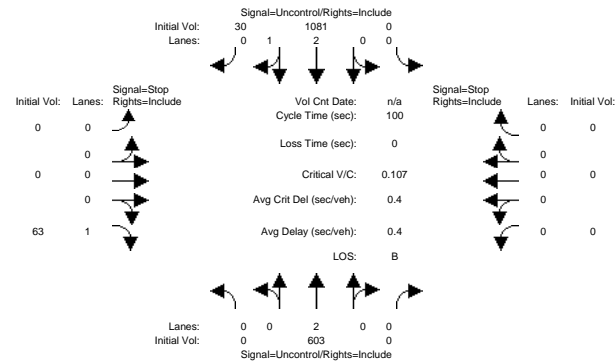 Signal=Uncontrol/Rights=Include
Initial Vol: 30 1081 0
Lanes: 0 1 2 0 0
Signal=Stop
Initial Vol: Lanes: Rights=Include
Vol Cnt Date: n/a
Signal=Stop
Rights=Include Lanes: Initial Vol:
Cycle Time (sec): 100
0 0
0 0
0
Loss Time (sec): 0
0
0 0
Critical V/C: 0.107
0 0
0
Avg Crit Del (sec/veh): 0.4
0
63 1
Avg Delay (sec/veh): 0.4
0 0
LOS: B
Lanes: 0 0 2 0 0
Initial Vol: 0 603 0
Signal=Uncontrol/Rights=Include